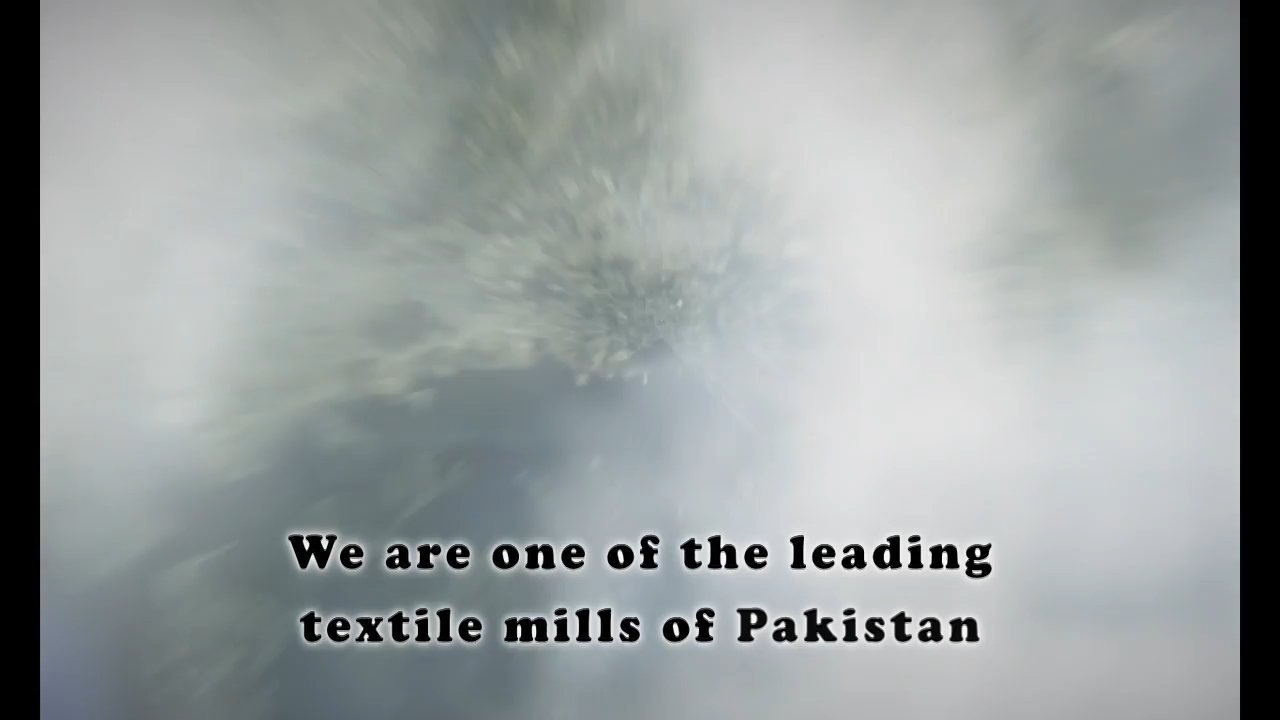 We are one of the leading
textile mills of Pakistan